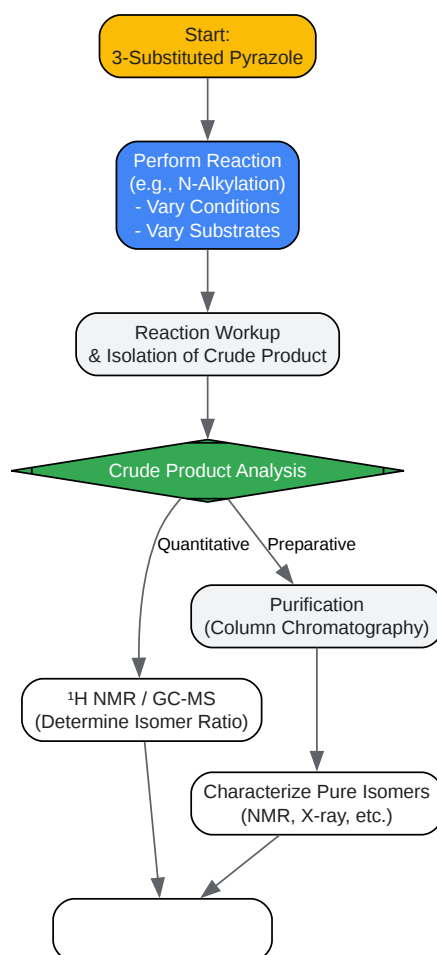 Start:
3-Substituted Pyrazole
Perform Reaction
(e.g., N-Alkylation)
- Vary Conditions
- Vary Substrates
Reaction Workup
& Isolation of Crude Product
Crude Product Analysis
Quantitative
Preparative
Purification
(Column Chromatography)
¹H NMR / GC-MS
(Determine Isomer Ratio)
Characterize Pure Isomers
(NMR, X-ray, etc.)